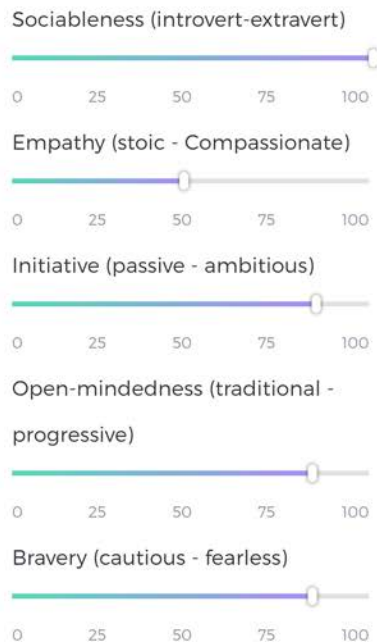 Sociableness (introvert-extravert)
0 25 50 75 100
Empathy (stoic - Compassionate)
0 25 50 75 100
Initiative (passive - ambitious)
0 25 50 75 100
Open-mindedness (traditional -
progressive)
0 25 50 75 100
Bravery (cautious - fearless)
0 25 50 75 100